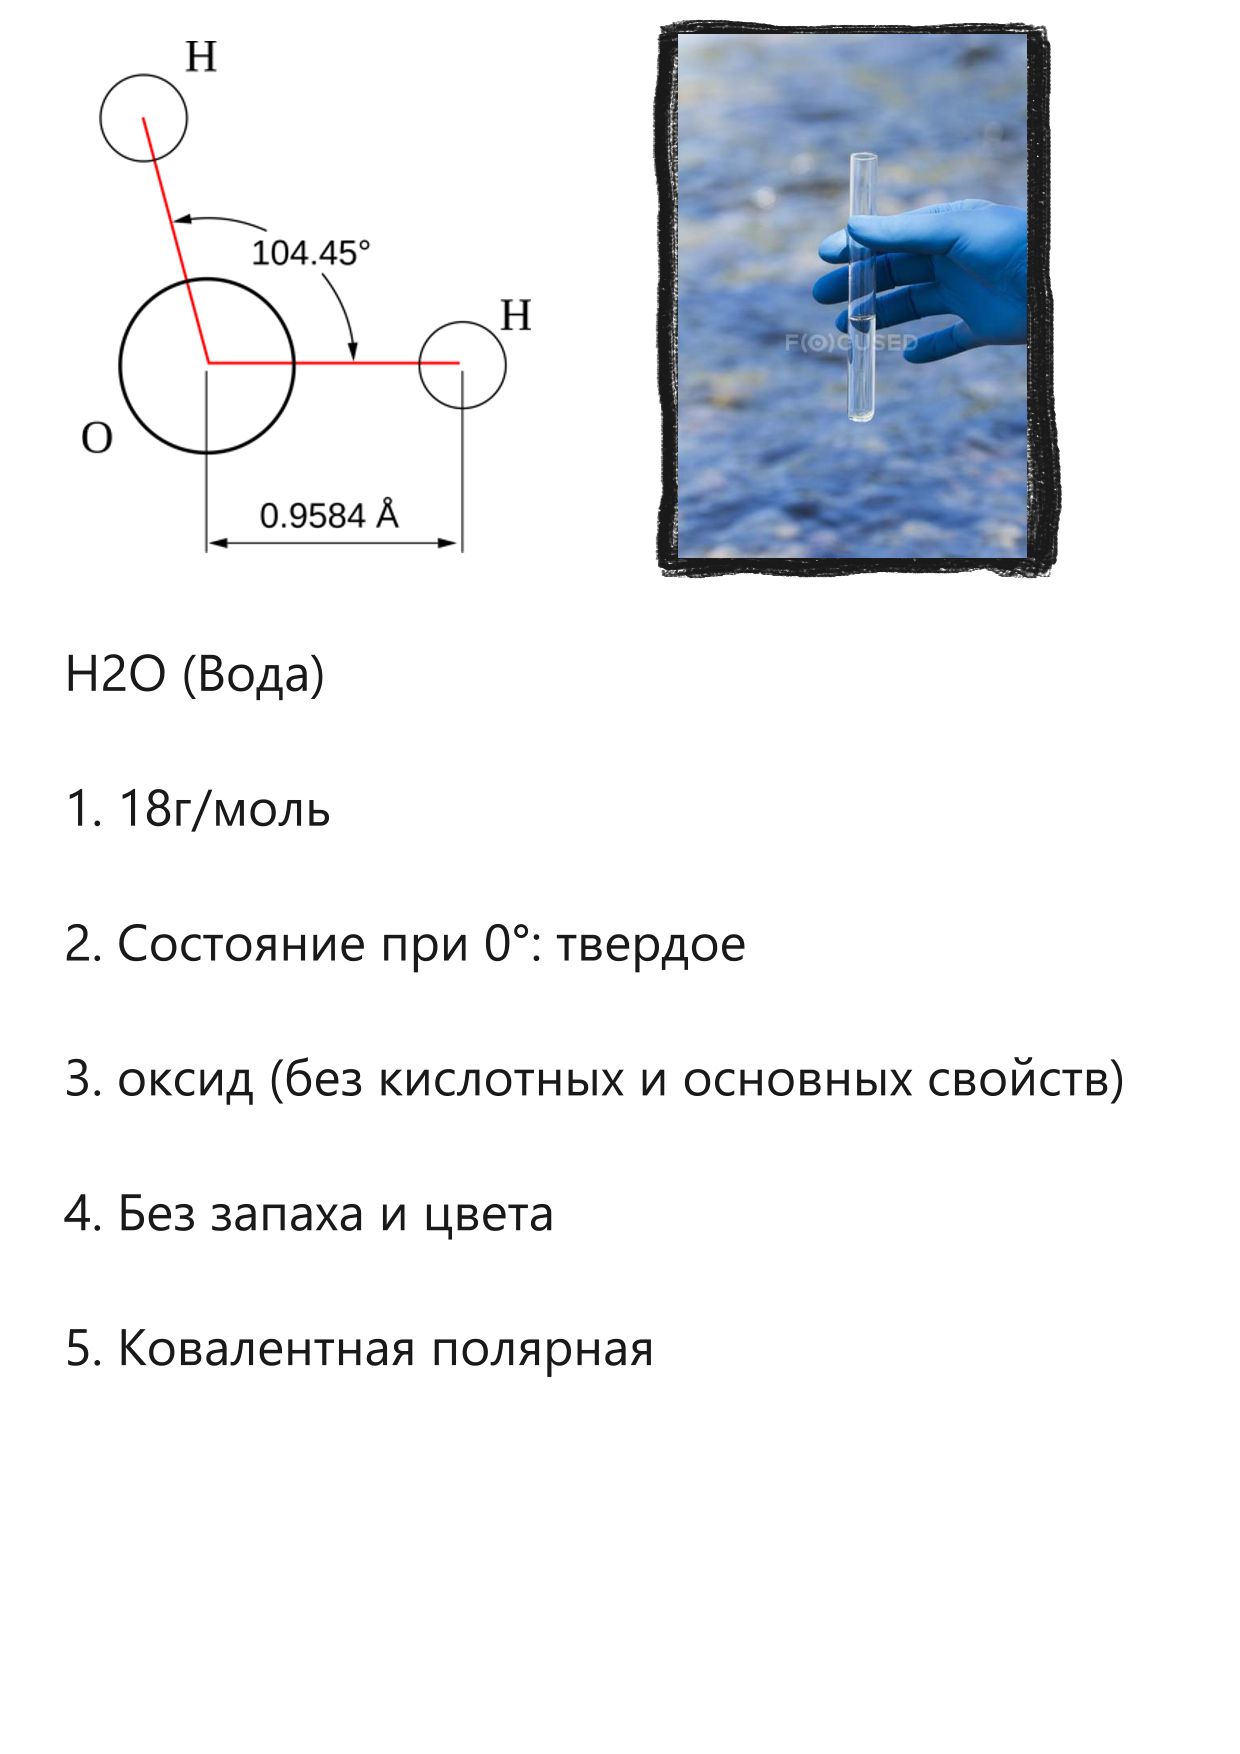 H
104.45°
H
O
0.9584 Å
F(O)CUSED
H2O (Вода)
1. 18г/моль
2. Состояние при 0°: твердое
3. оксид (без кислотных и основных свойств)
4. Без запаха и цвета
5. Ковалентная полярная